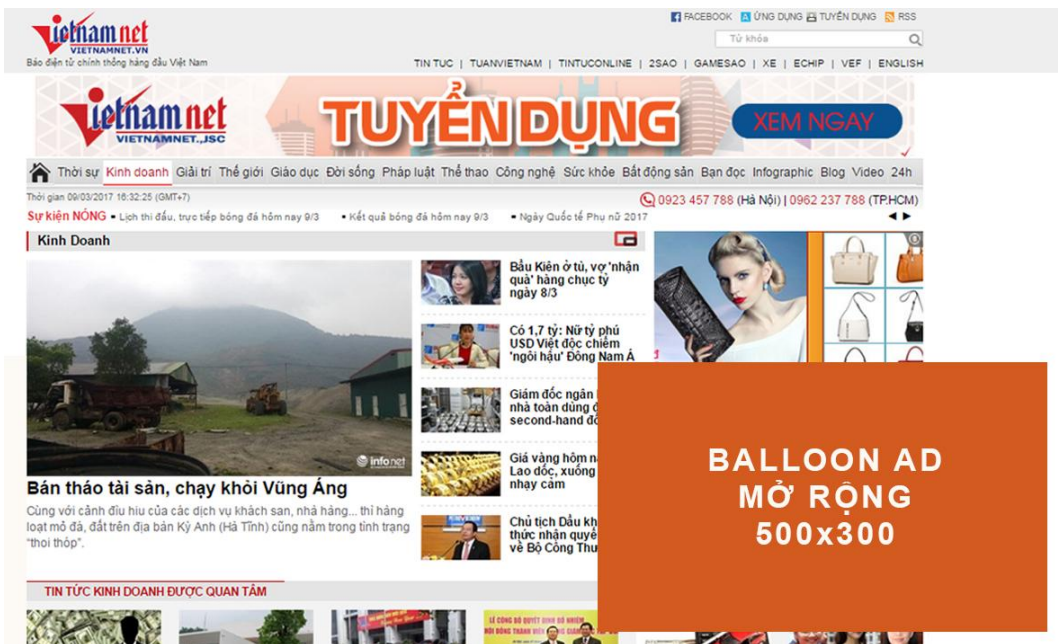 Vietnam net
VIETNAMNET.VN
Báo điện tử chính thống hàng đầu Việt Nam
FACEBOOK ỨNG DỤNG TUYỂN DỤNG RSS
Từ khóa
TIN TUC | TUANVIETNAM | TINTUCONLINE | 2SAO | GAMESAO | XE | ECHIP | VEF | ENGLISH
Vietnam net
VIETNAMNET.,JSC
TUYỂN DỤNG
XEM NGAY
Thời sự Kinh doanh Giải trí Thế giới Giáo dục Đời sống Pháp luật Thể thao Công nghệ Sức khỏe Bất động sản Bạn đọc Infographic Blog Video 24h
Thời gian 09/03/2017 16:32:25 (GMT+7)
0923 457 788 (Hà Nội) | 0962 237 788 (TP.HCM)
Sự kiện NÓNG ▪ Lịch thi đấu, trực tiếp bóng đá hôm nay 9/3 ▪ Kết quả bóng đá hôm nay 9/3 ▪ Ngày Quốc tế Phụ nữ 2017
Kinh Doanh
infonet
Bán tháo tài sản, chạy khỏi Vũng Áng
Cùng với cảnh đìu hiu của các dịch vụ khách sạn, nhà hàng... thì hàng
loạt mỏ đá, đất trên địa bàn Kỳ Anh (Hà Tĩnh) cũng nằm trong tình trạng
"thoi thóp".
Bầu Kiên ở tù, vợ 'nhận
quà' hàng chục tỷ
ngày 8/3
Có 1,7 tỷ: Nữ tỷ phú
USD Việt độc chiếm
'ngôi hậu' Đông Nam Á
Giám đốc ngân
nhà toàn dùng
second-hand
Giá vàng hôm
Lao dốc, xuống
nhạy cảm
Chủ tịch Dầu
thức nhận
về Bộ Công
BALLOON AD
MỞ RỘNG
500x300
TIN TỨC KINH DOANH ĐƯỢC QUAN TÂM
LỄ CÔNG BỐ QUYẾT ĐỊNH BỔ NHIỆM